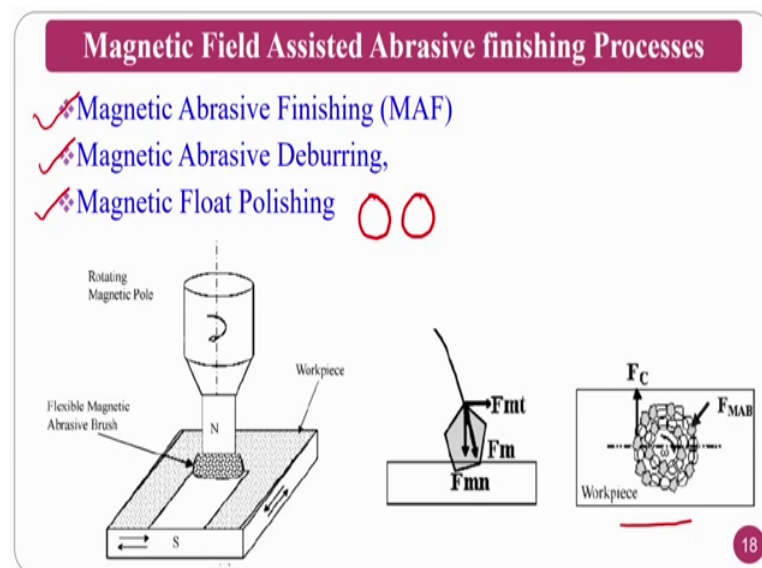 Magnetic Field Assisted Abrasive finishing Processes
Magnetic Abrasive Finishing (MAF)
Magnetic Abrasive Deburring,
Magnetic Float Polishing
Rotating
Magnetic Pole
Workpiece
Flexible Magnetic
Abrasive Brush
N
S
Fmt
Fm
Fmn
FC
FMAB
ω
Workpiece
18